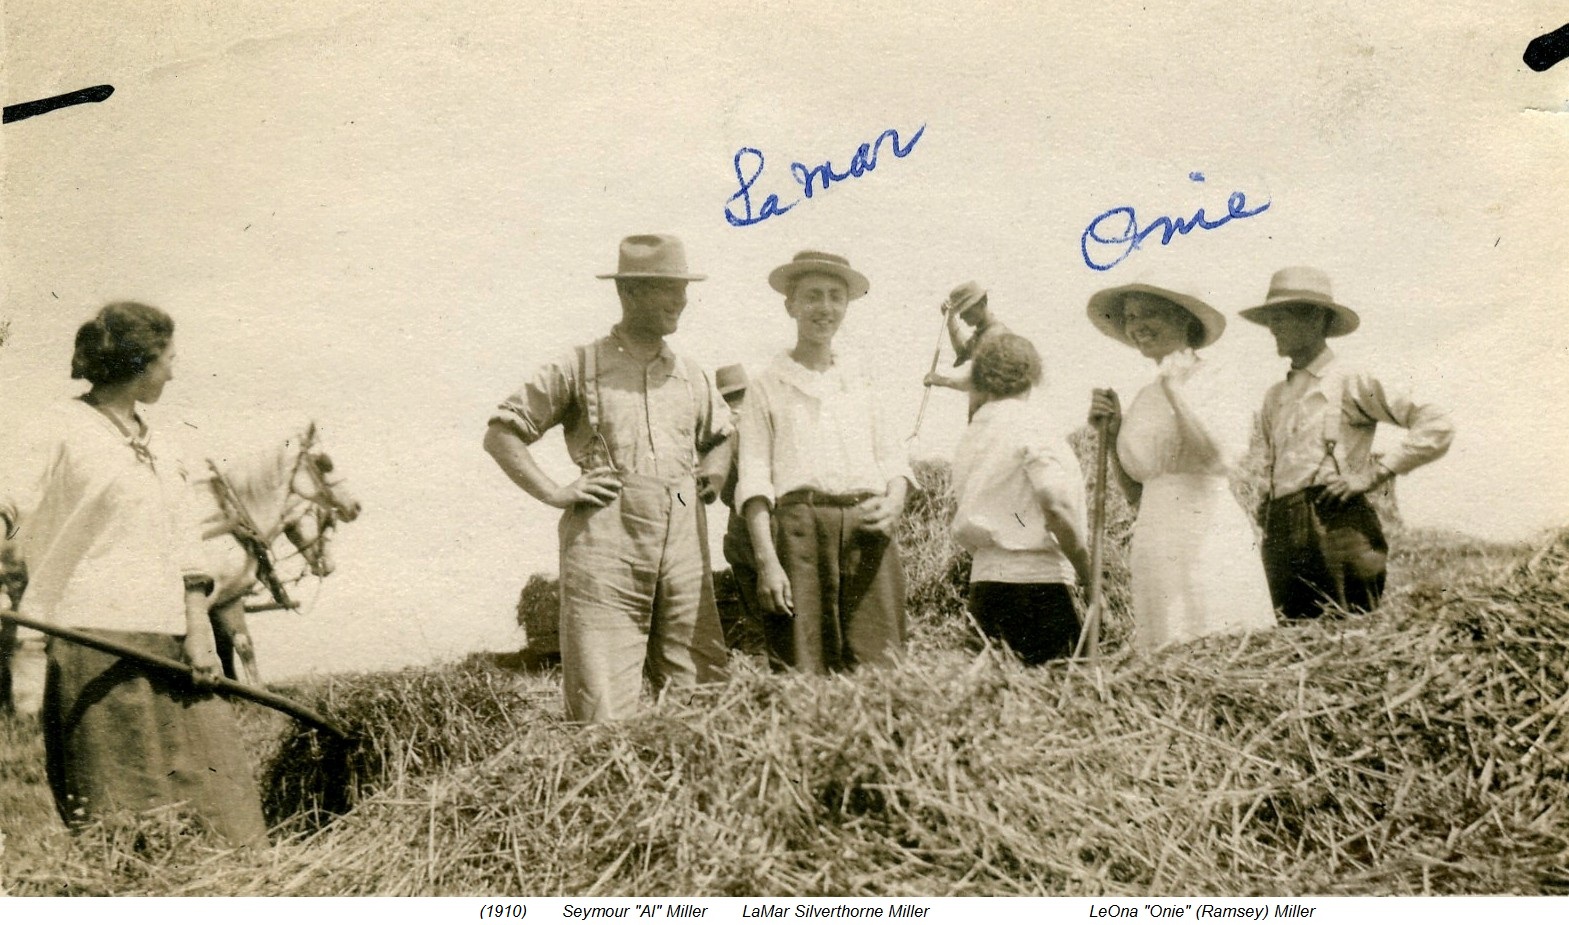 LaMar
Onie
(1910) Seymour "Al" Miller LaMar Silverthorne Miller LeOna "Onie" (Ramsey) Miller